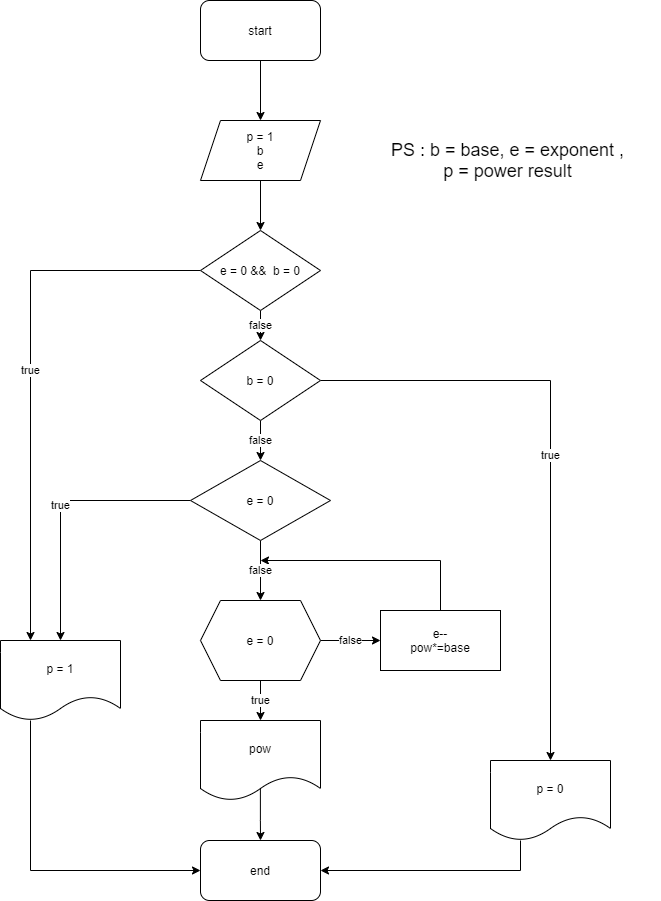 start
p = 1
b
e
PS : b = base, e = exponent ,
p = power result
e = 0 && b = 0
false
true
b = 0
false
true
e = 0
true
false
e = 0
false
e--
pow*=base
p = 1
true
pow
p = 0
end